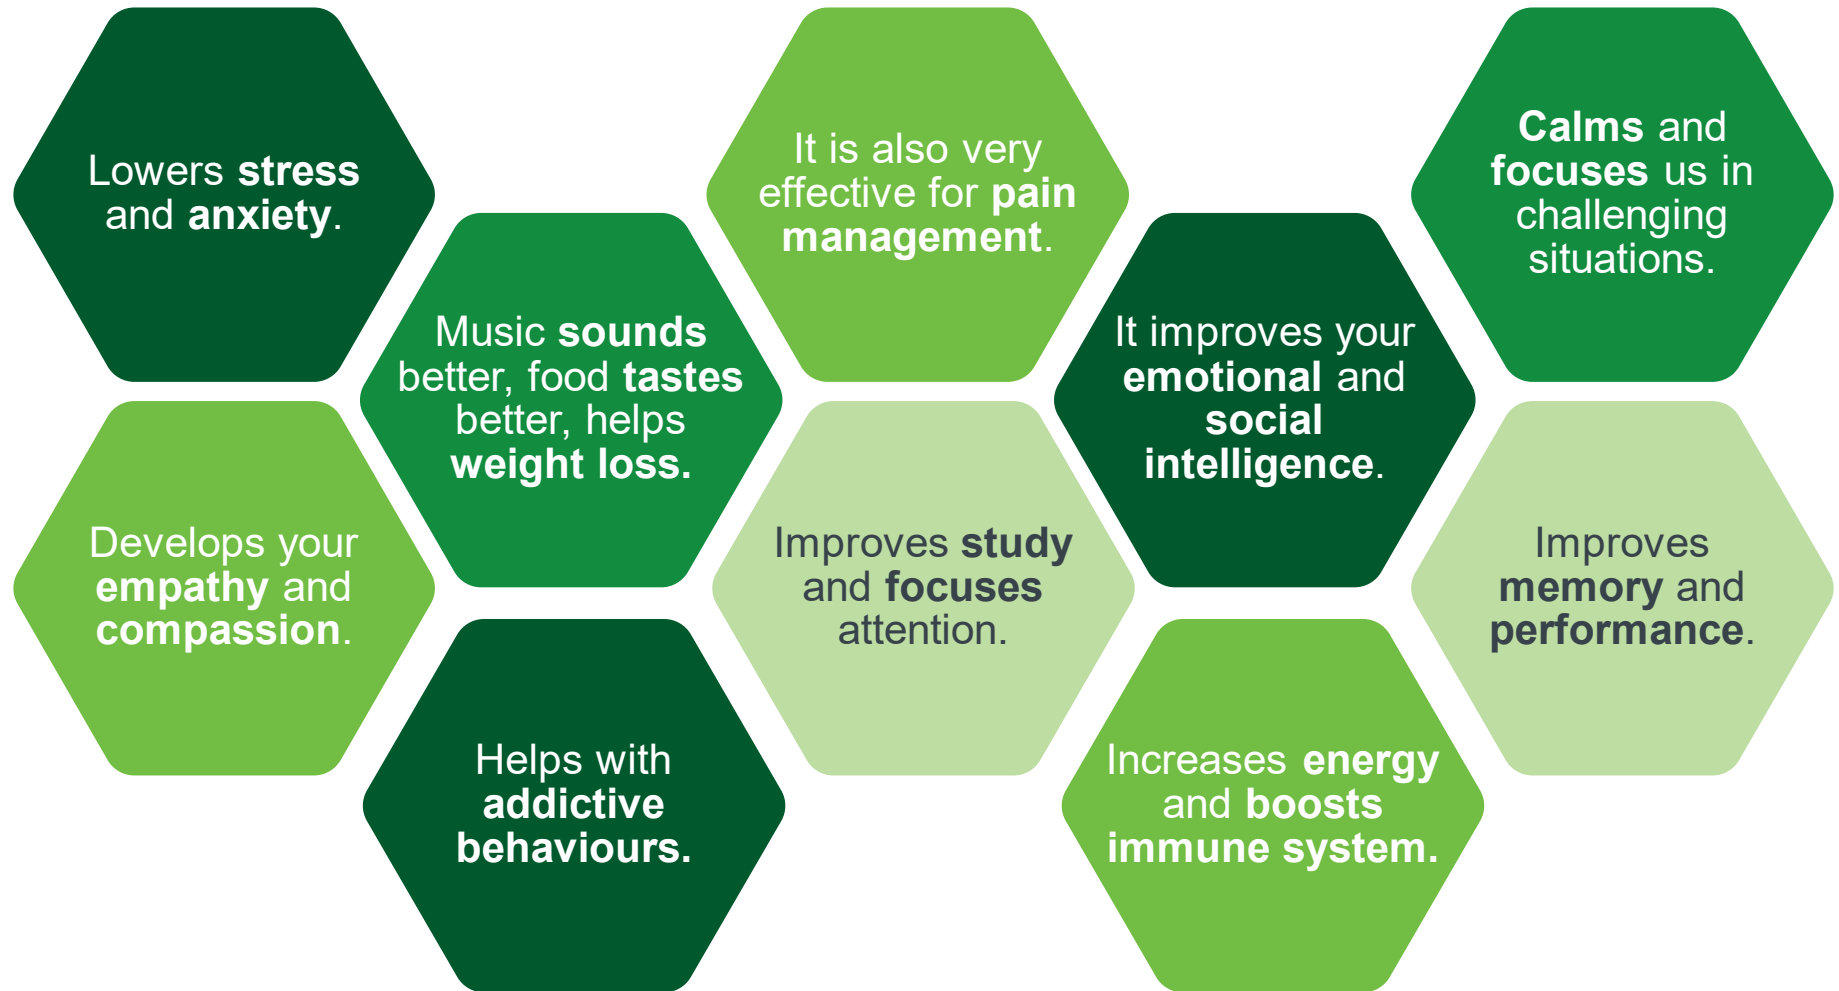 Lowers stress
and anxiety.
It is also very
effective for pain
management.
Calms and
focuses us in
challenging
situations.
Music sounds
better, food tastes
better, helps
weight loss.
It improves your
emotional and
social
intelligence.
Develops your
empathy and
compassion.
Improves study
and focuses
attention.
Improves
memory and
performance.
Helps with
addictive
behaviours.
Increases energy
and boosts
immune system.